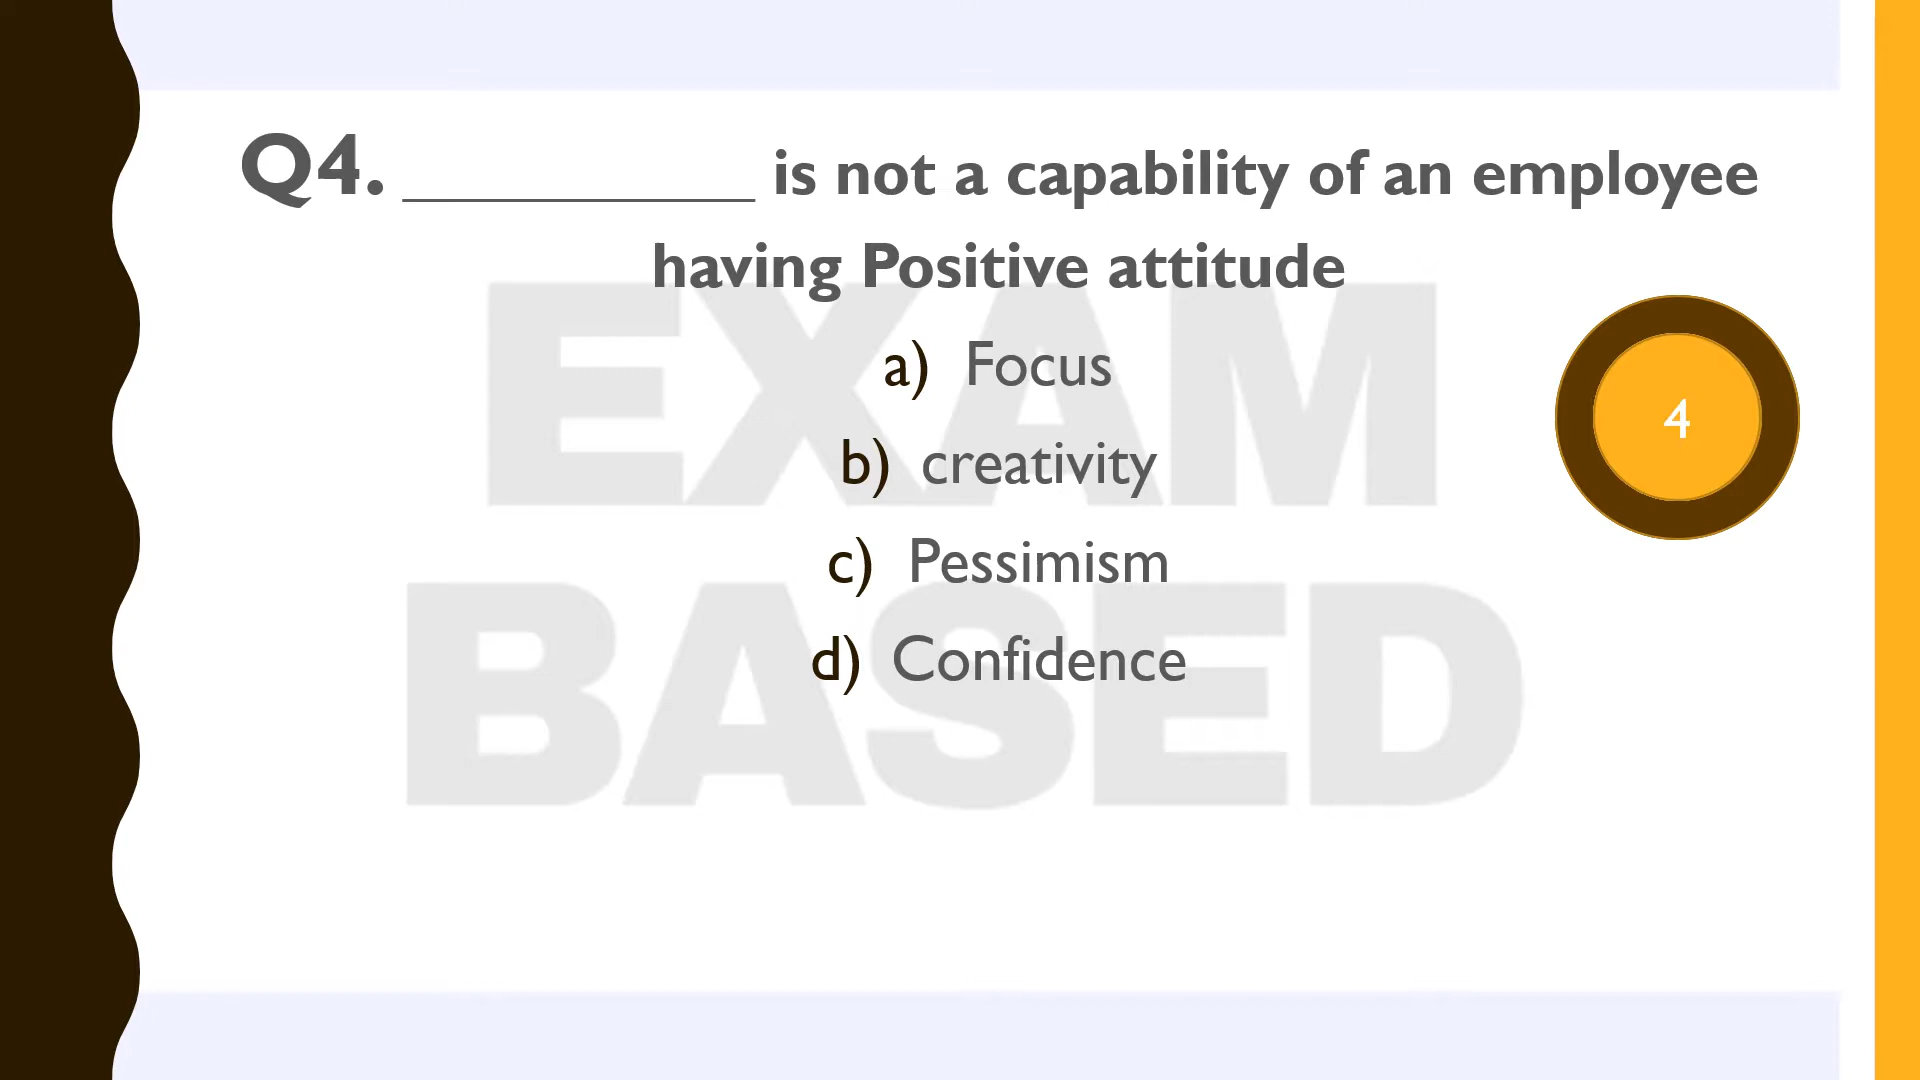 Q4. ___________ is not a capability of an employee
having Positive attitude
a) Focus
b) creativity
c) Pessimism
d) Confidence
4
EXAM
BASED